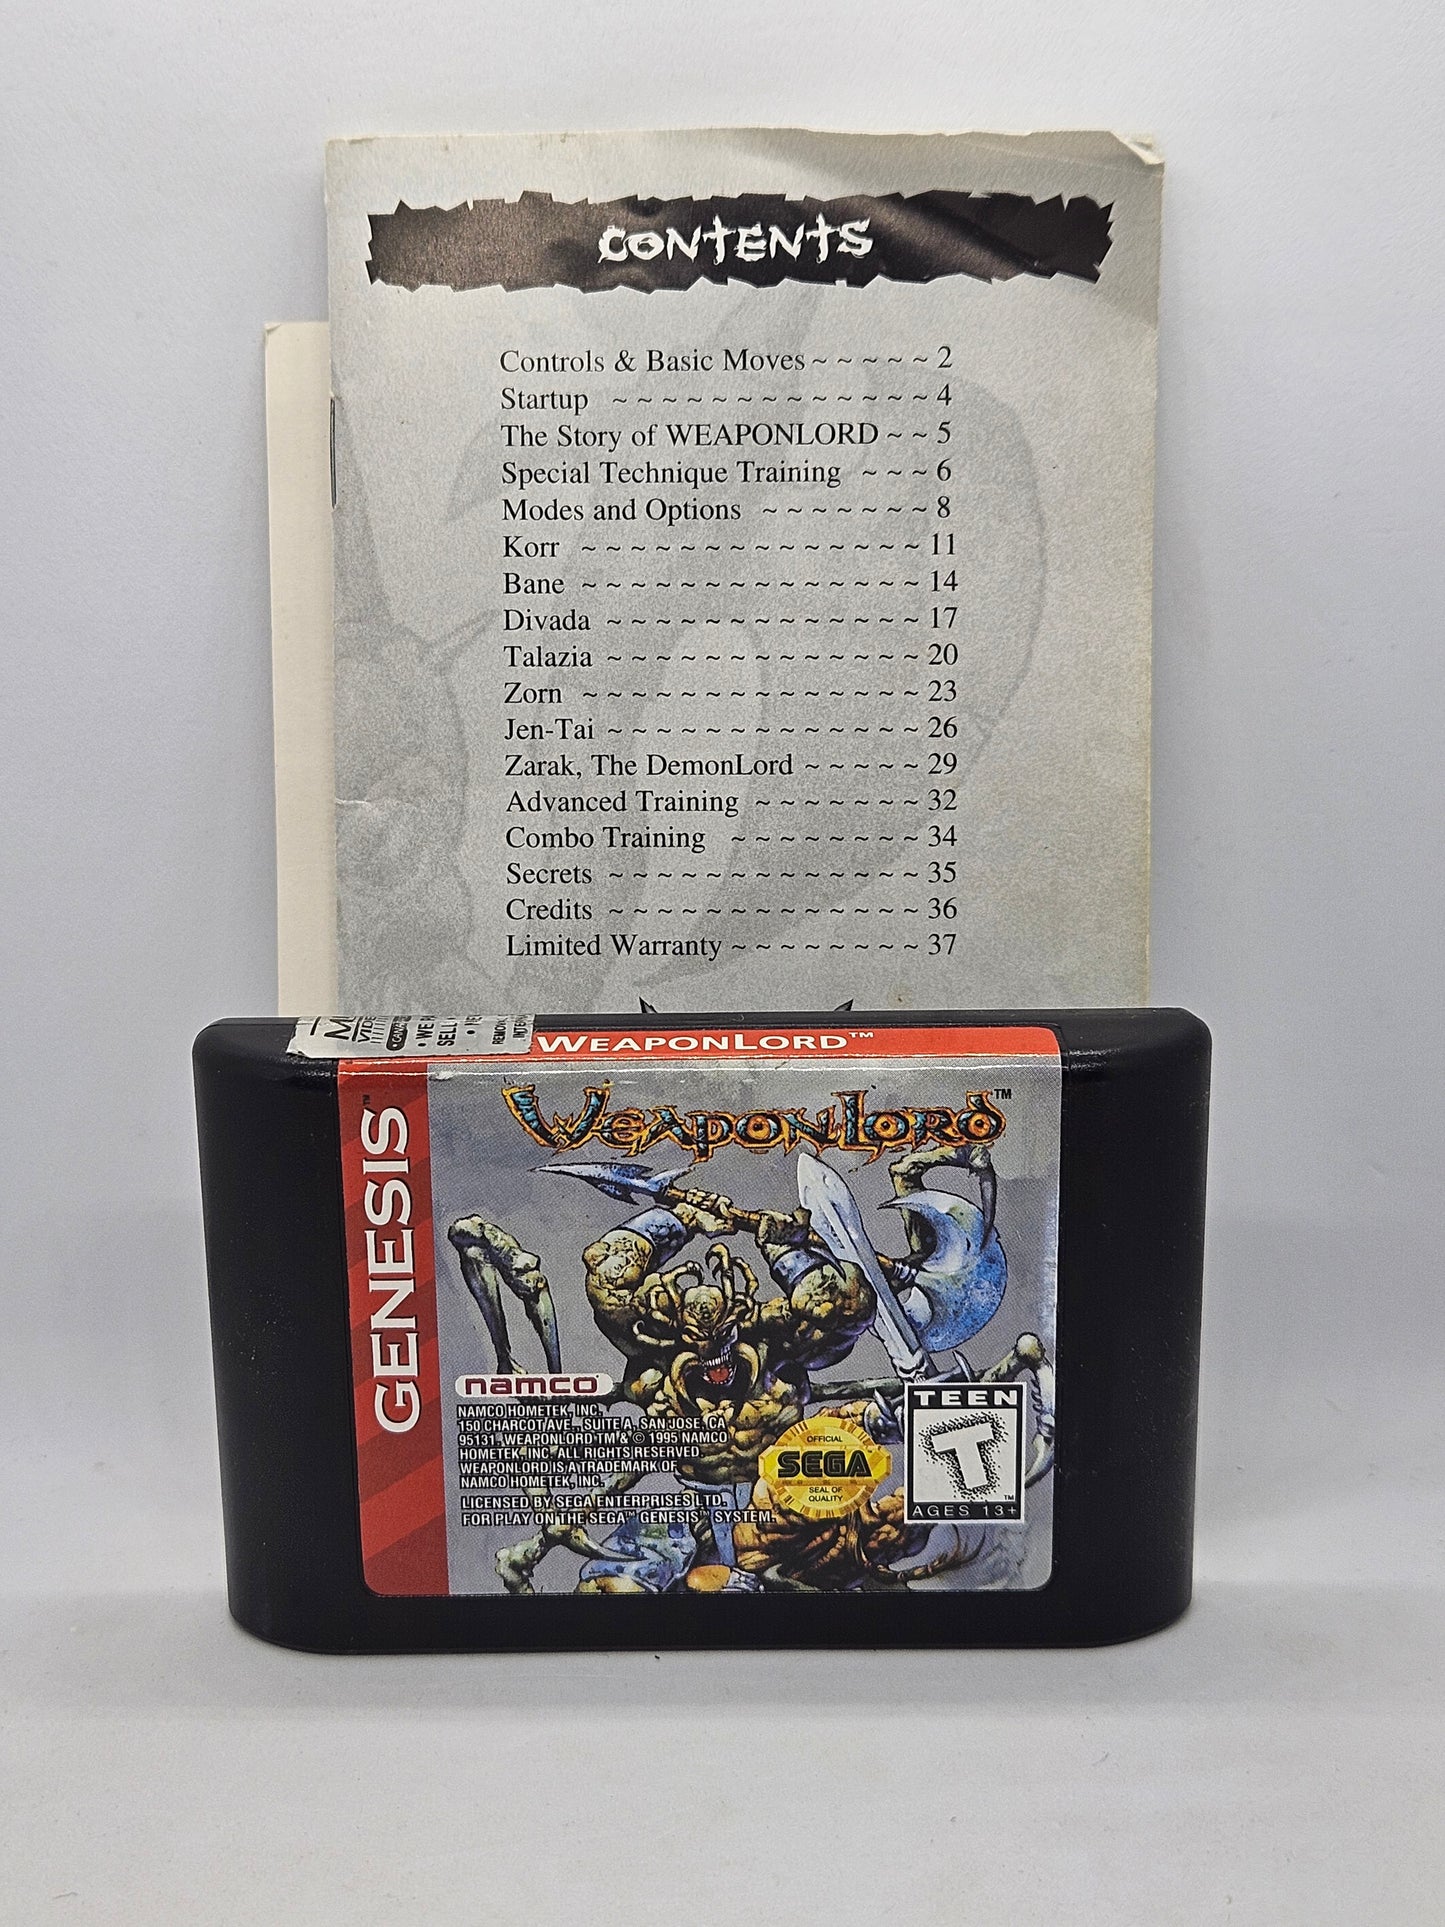 CONTENTS
Controls & Basic Moves ~ ~ ~ ~ ~ 2
Startup ~ ~ ~ ~ ~ ~ ~ ~ ~ ~ ~ ~ ~ 4
The Story of WEAPONLORD ~ ~ 5
Special Technique Training ~ ~ ~ 6
Modes and Options ~ ~ ~ ~ ~ ~ ~ 8
Korr ~ ~ ~ ~ ~ ~ ~ ~ ~ ~ ~ ~ ~ ~ 11
Bane ~ ~ ~ ~ ~ ~ ~ ~ ~ ~ ~ ~ ~ ~ 14
Divada ~ ~ ~ ~ ~ ~ ~ ~ ~ ~ ~ ~ ~ 17
Talazia ~ ~ ~ ~ ~ ~ ~ ~ ~ ~ ~ ~ ~ 20
Zorn ~ ~ ~ ~ ~ ~ ~ ~ ~ ~ ~ ~ ~ ~ 23
Jen-Tai ~ ~ ~ ~ ~ ~ ~ ~ ~ ~ ~ ~ ~ 26
Zarak, The DemonLord ~ ~ ~ ~ ~ 29
Advanced Training ~ ~ ~ ~ ~ ~ ~ 32
Combo Training ~ ~ ~ ~ ~ ~ ~ ~ 34
Secrets ~ ~ ~ ~ ~ ~ ~ ~ ~ ~ ~ ~ ~ 35
Credits ~ ~ ~ ~ ~ ~ ~ ~ ~ ~ ~ ~ ~ 36
Limited Warranty ~ ~ ~ ~ ~ ~ ~ ~ 37
• WE
SELL
WEAPONLORD™
GENESIS™
WEAPONLORD™
namco
NAMCO HOMETEK, INC.
150 CHARCOT AVE., SUITE A, SAN JOSE, CA
95131. WEAPONLORD TM & © 1995 NAMCO
HOMETEK, INC. ALL RIGHTS RESERVED.
WEAPONLORD IS A TRADEMARK OF
NAMCO HOMETEK, INC.
LICENSED BY SEGA ENTERPRISES LTD.
FOR PLAY ON THE SEGA™ GENESIS™ SYSTEM.
OFFICIAL
SEGA
SEAL OF
QUALITY
TEEN
T
™
AGES 13+